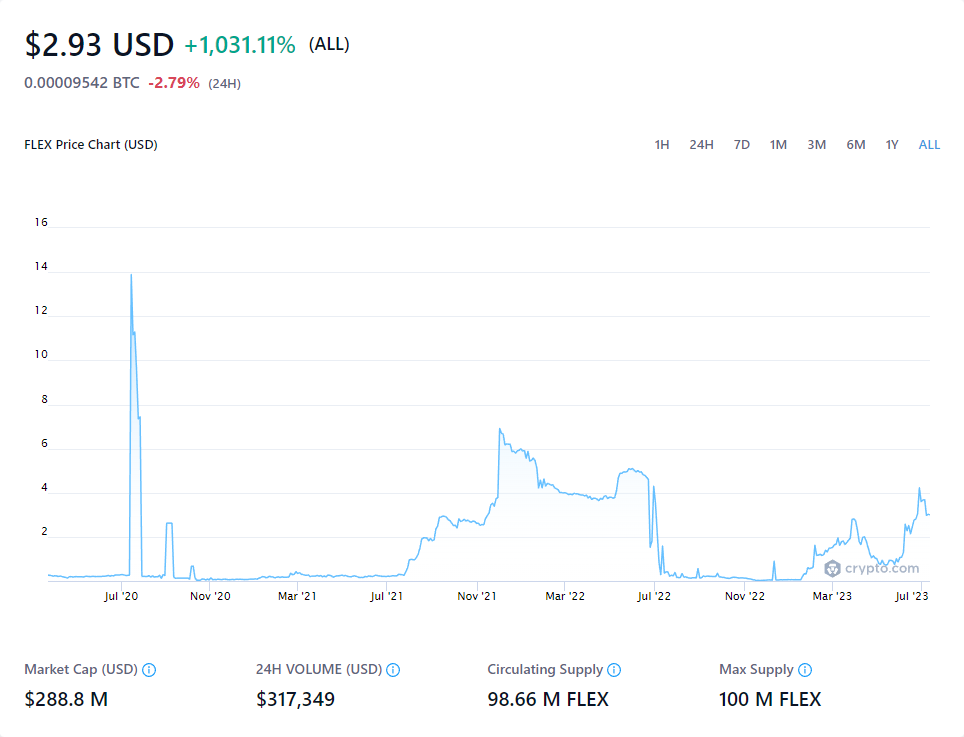 $2.93 USD +1,031.11% (ALL)
0.00009542 BTC -2.79% (24H)
FLEX Price Chart (USD) 1H 24H 7D 1M 3M 6M 1Y ALL
16
14
12
10
8
6
4
2
crypto.com
Jul '20 Nov '20 Mar '21 Jul '21 Nov '21 Mar '22 Jul '22 Nov '22 Mar '23 Jul '23
Market Cap (USD) 24H VOLUME (USD) Circulating Supply Max Supply
$288.8 M $317,349 98.66 M FLEX 100 M FLEX